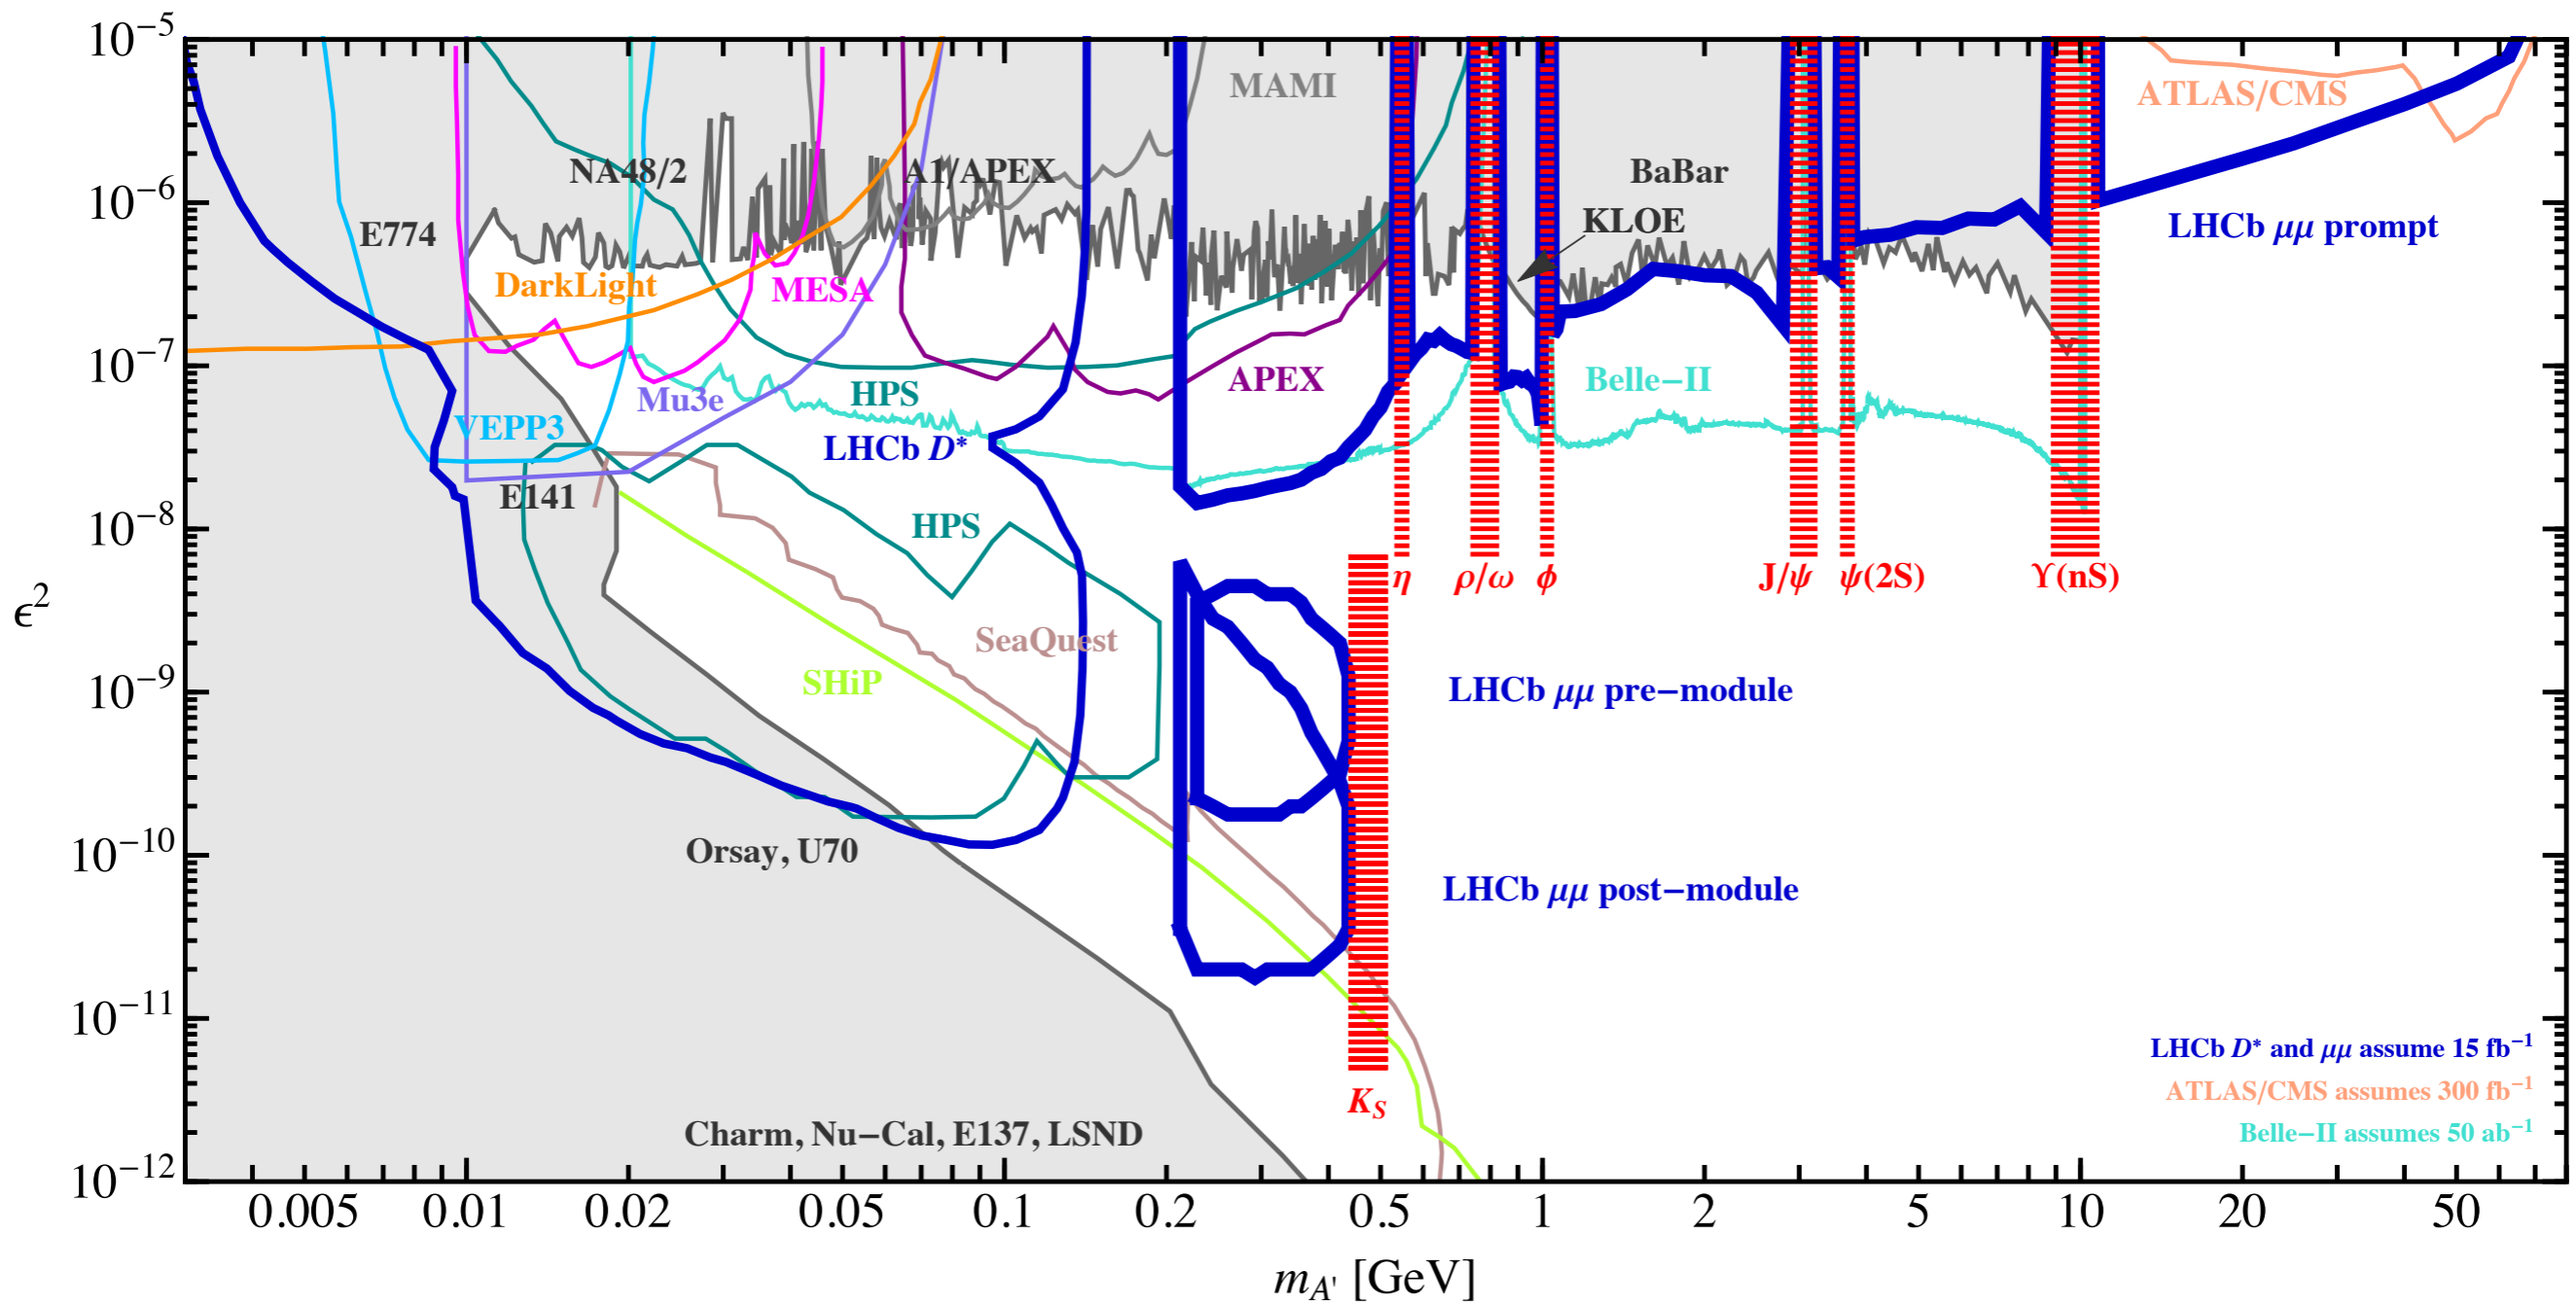 10−5
10−6
10−7
10−8
10−9
10−10
10−11
10−12
ϵ2
MAMI
ATLAS/CMS
NA48/2
A1/APEX
BaBar
KLOE
LHCb μμ prompt
E774
DarkLight
MESA
Mu3e
HPS
APEX
Belle−II
VEPP3
LHCb D*
E141
HPS
η
ρ/ω
ϕ
J/ψ
ψ(2S)
ϒ(nS)
SeaQuest
SHiP
LHCb μμ pre−module
Orsay, U70
LHCb μμ post−module
KS
Charm, Nu−Cal, E137, LSND
LHCb D* and μμ assume 15 fb−1
ATLAS/CMS assumes 300 fb−1
Belle−II assumes 50 ab−1
0.005 0.01 0.02 0.05 0.1 0.2 0.5 1 2 5 10 20 50
mA' [GeV]